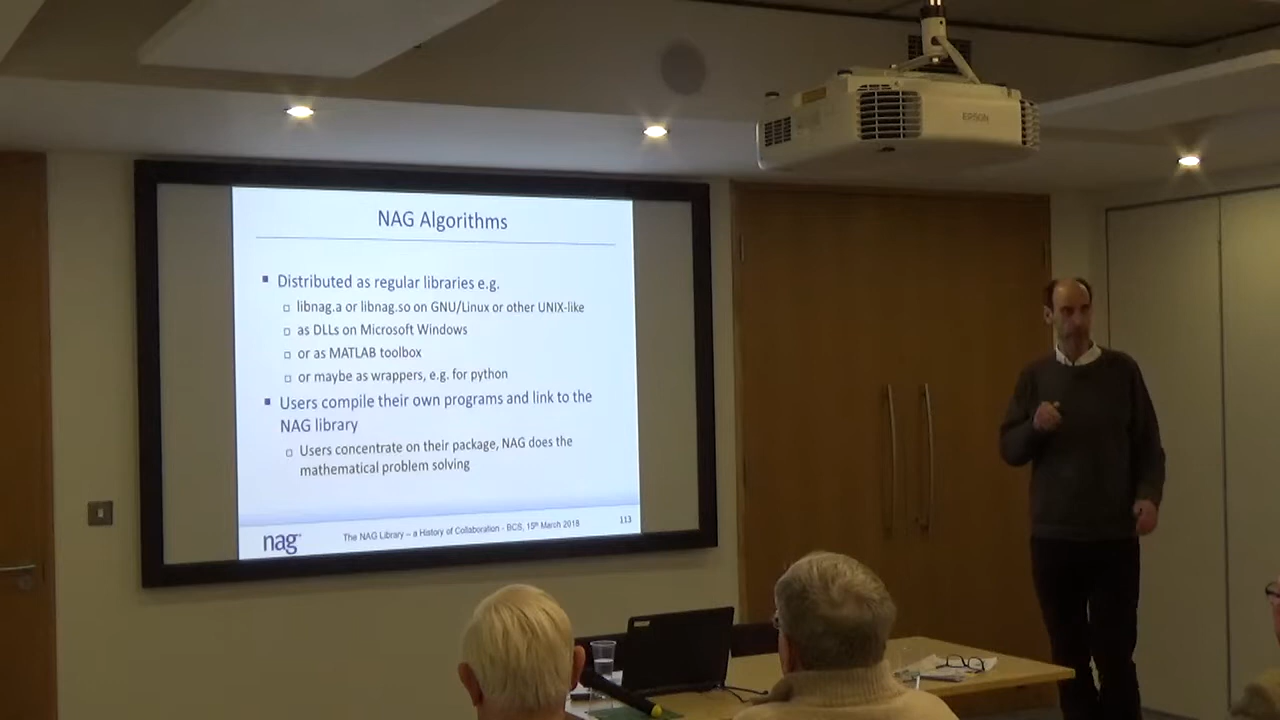 EPSON
NAG Algorithms
Distributed as regular libraries e.g.
libnag.a or libnag.so on GNU/Linux or other UNIX-like
as DLLs on Microsoft Windows
or as MATLAB toolbox
or maybe as wrappers, e.g. for python
Users compile their own programs and link to the
NAG library
Users concentrate on their package, NAG does the
mathematical problem solving
nag
The NAG Library – a History of Collaboration - BCS, 15th March 2018
113